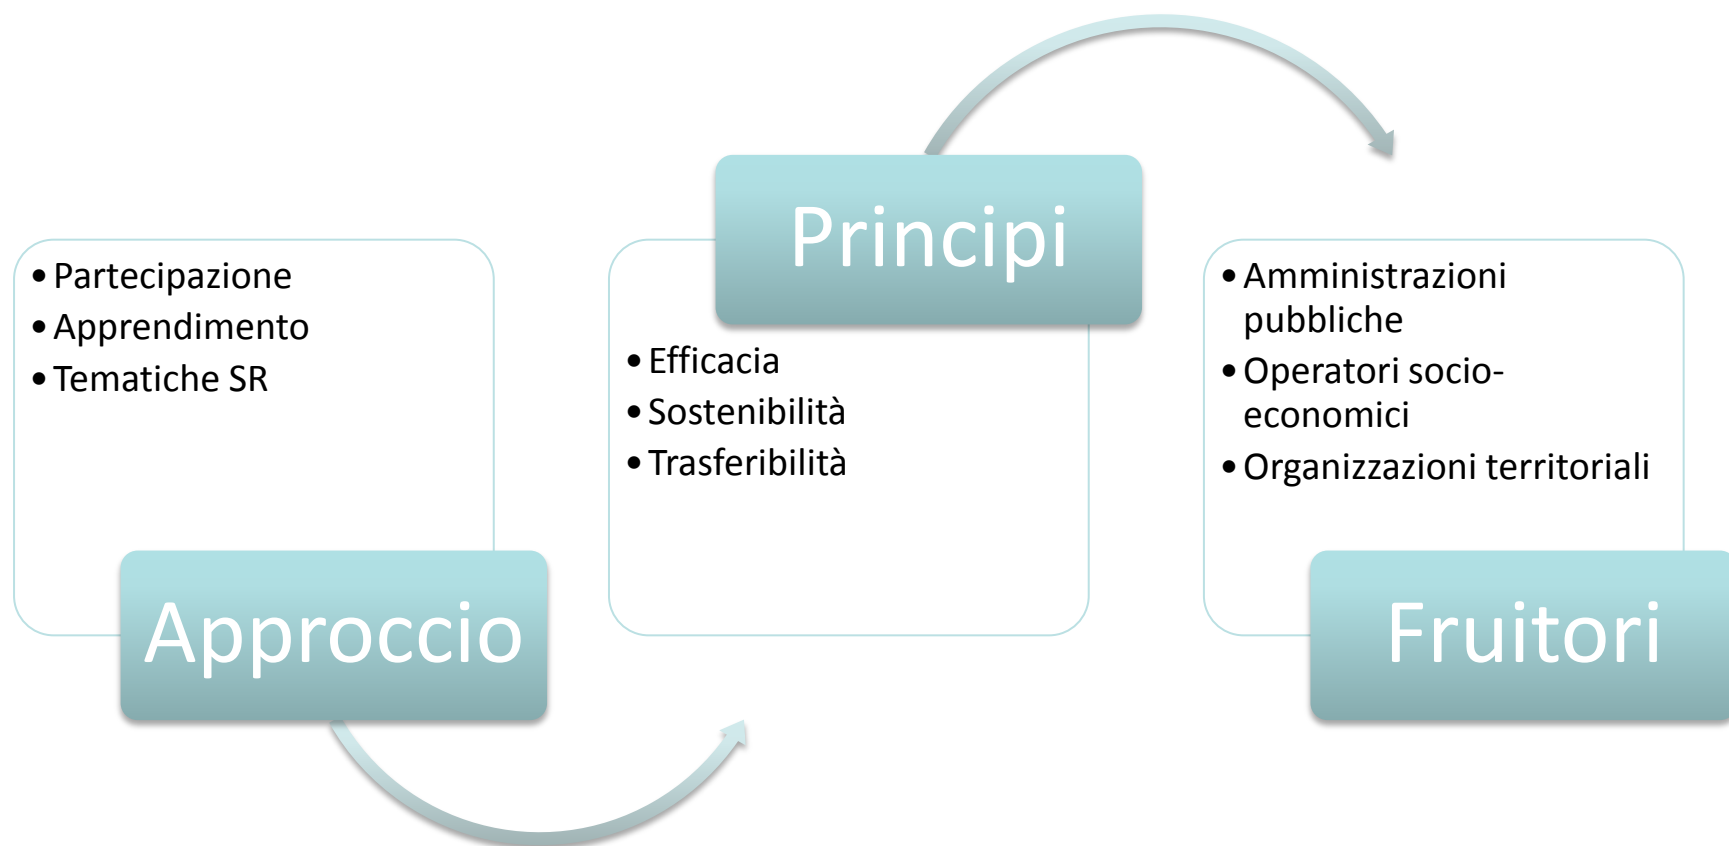 • Partecipazione
• Apprendimento
• Tematiche SR
Approccio
Principi
• Efficacia
• Sostenibilità
• Trasferibilità
• Amministrazioni
pubbliche
• Operatori socio-
economici
• Organizzazioni territoriali
Fruitori